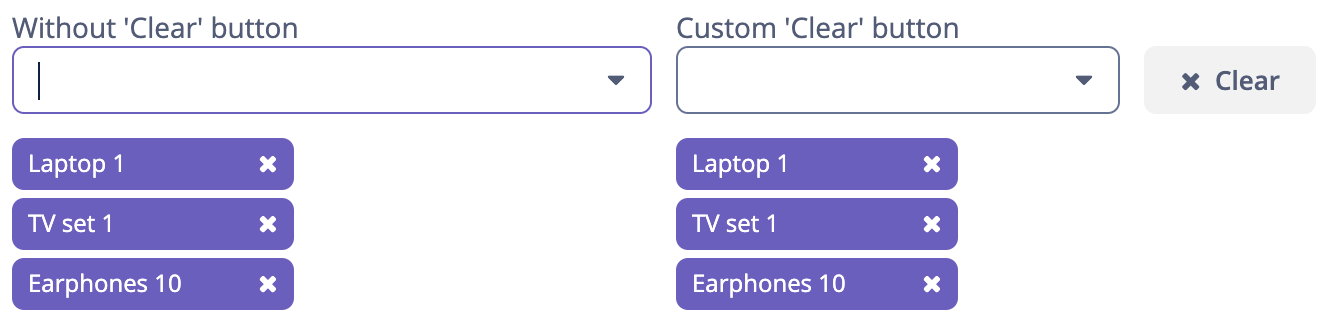 Without 'Clear' button
Custom 'Clear' button
Clear
Laptop 1
TV set 1
Earphones 10
Laptop 1
TV set 1
Earphones 10